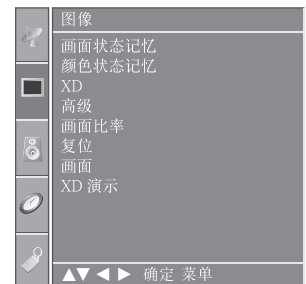 图像
画面状态记忆
颜色状态记忆
XD
高级
画面比率
复位
画面
XD 演示
▲▼ ◀ ▶ 确定 菜单